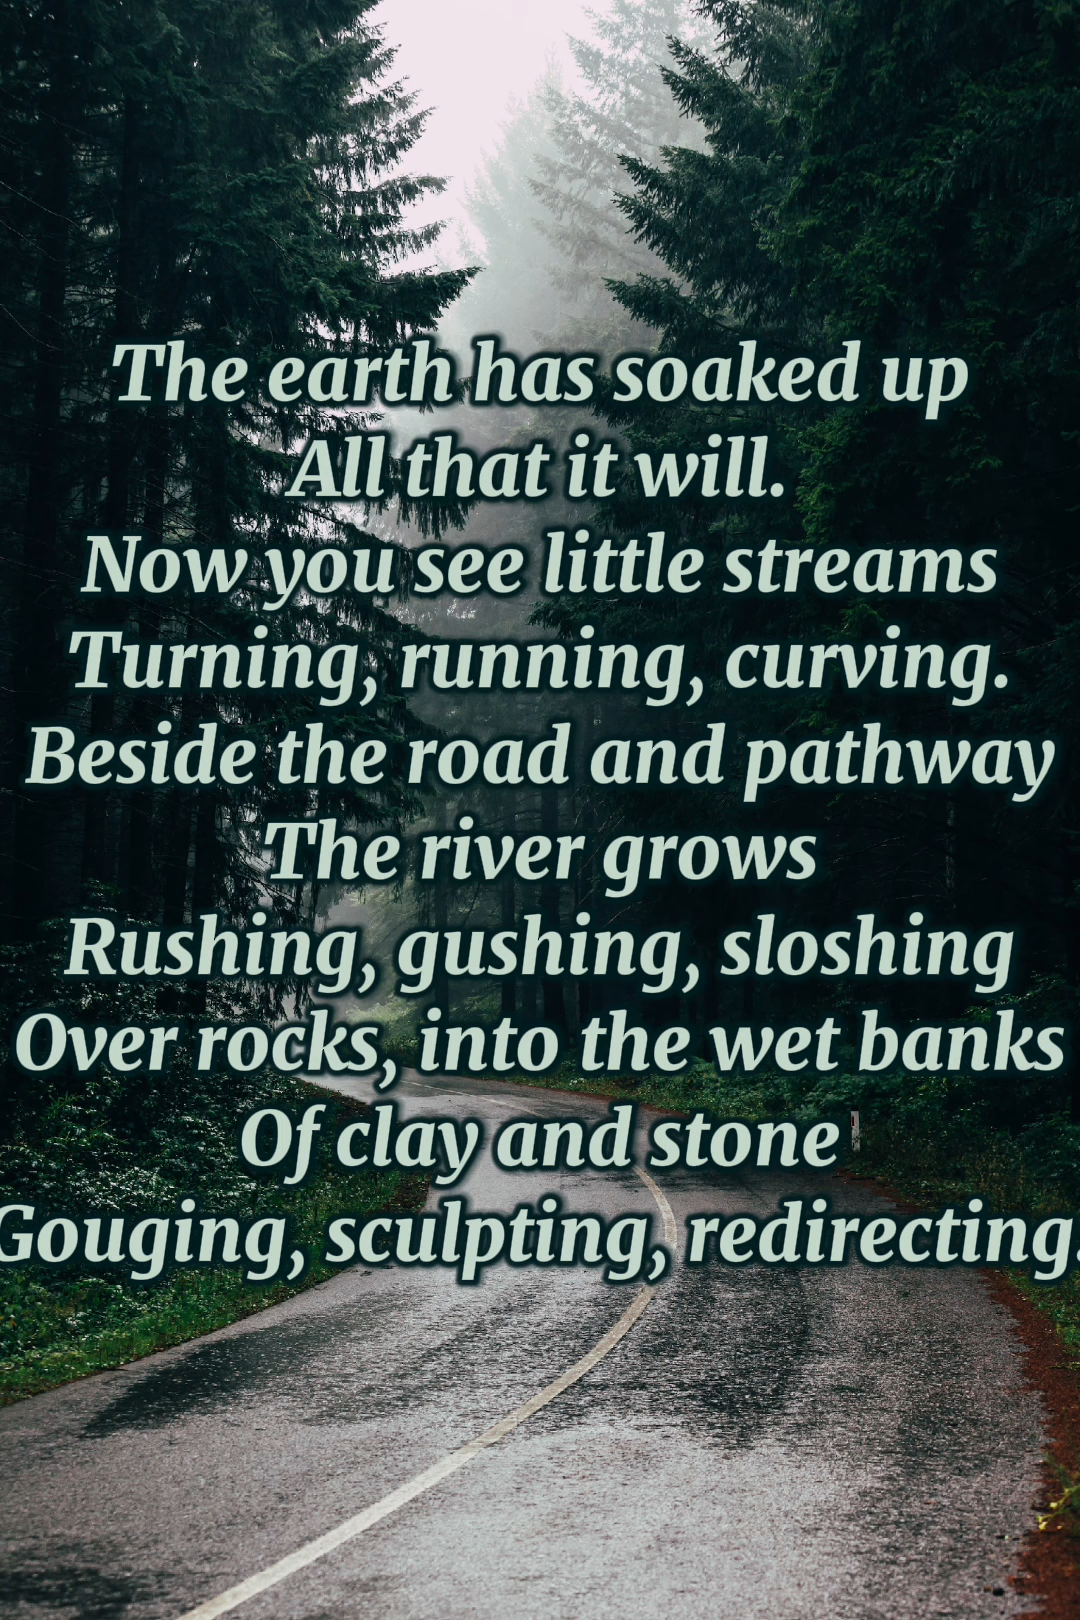 The earth has soaked up
All that it will.
Now you see little streams
Turning, running, curving.
Beside the road and pathway
The river grows
Rushing, gushing, sloshing
Over rocks, into the wet banks
Of clay and stone
Gouging, sculpting, redirecting.